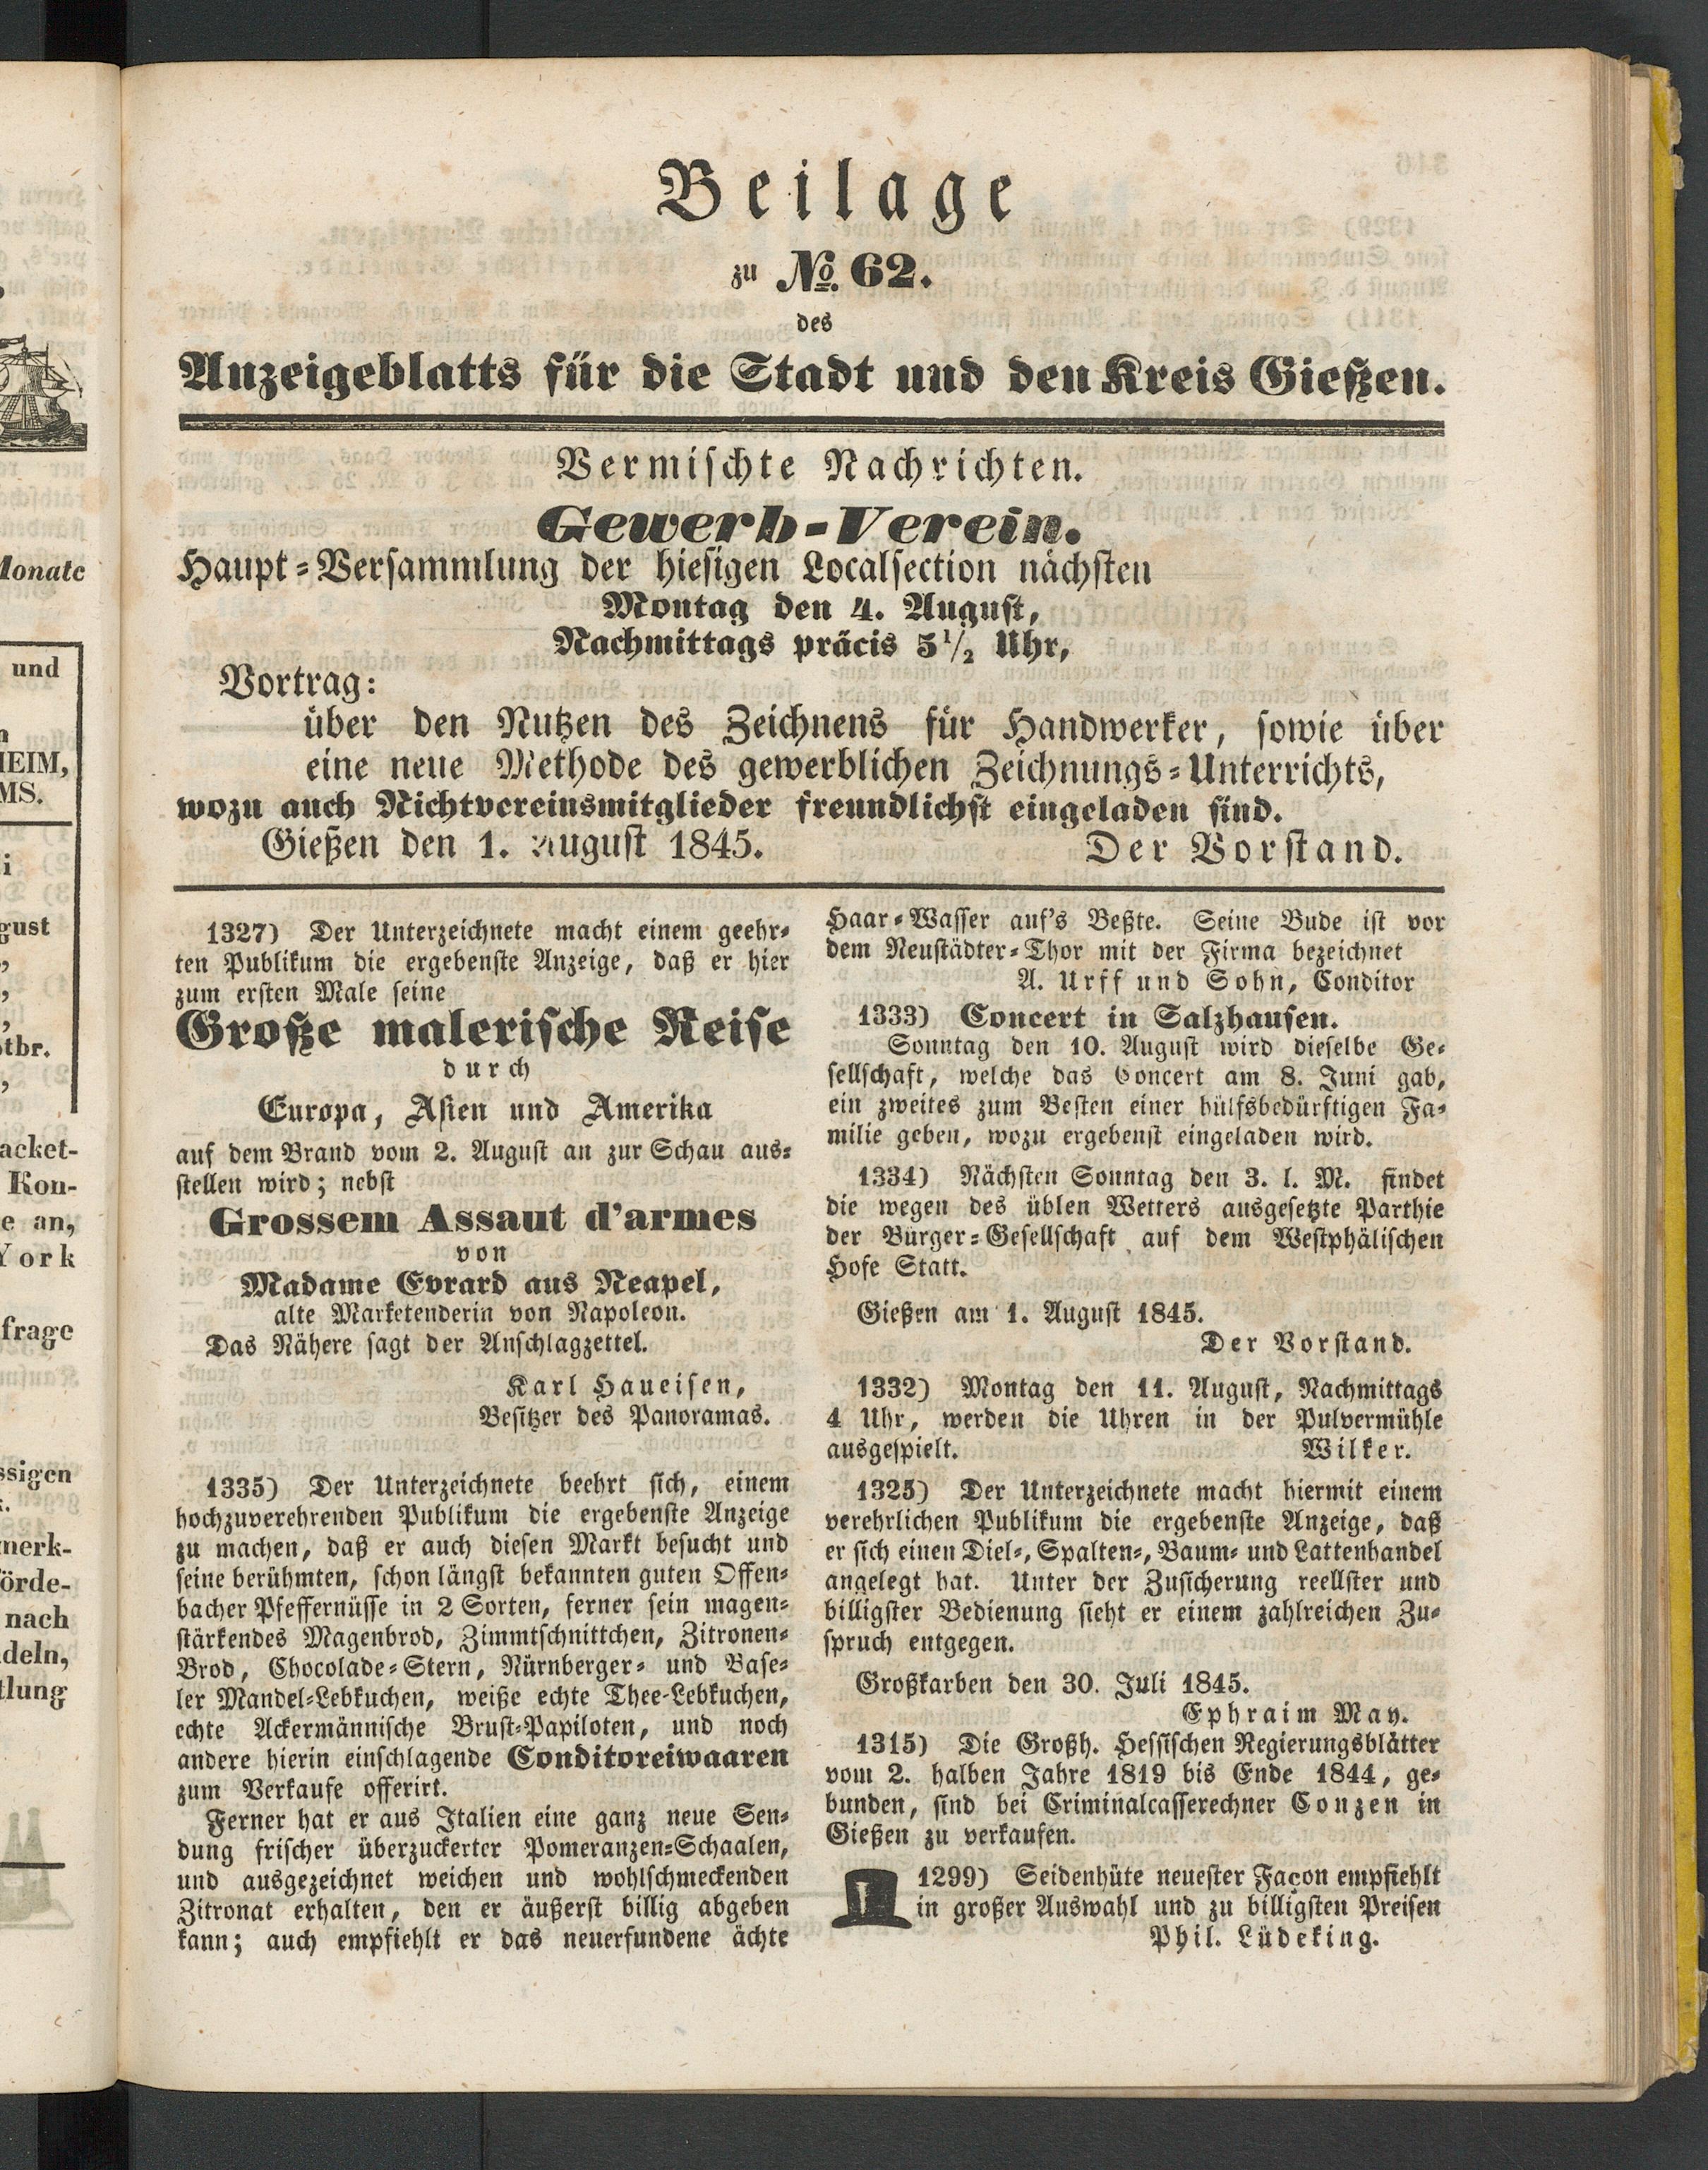 Beilage
zu No. 62.
des
Anzeigeblatts für die Stadt und den Kreis Gießen.
Vermischte Nachrichten.
Gewerb-Verein.
Haupt-Versammlung der hiesigen Localsection nächsten
Montag den 4. August,
Nachmittags präcis 5 1/2 Uhr,
Vortrag:
über den Nutzen des Zeichnens für Handwerker, sowie über
eine neue Methode des gewerblichen Zeichnungs-Unterrichts,
wozu auch Nichtvereinsmitglieder freundlichst eingeladen sind.
Gießen den 1. August 1845. Der Vorstand.
1327) Der Unterzeichnete macht einem geehr-
ten Publikum die ergebenste Anzeige, daß er hier
zum ersten Male seine
Große malerische Reise
durch
Europa, Asien und Amerika
auf dem Brand vom 2. August an zur Schau aus-
stellen wird; nebst
Grossem Assaut d'armes
von
Madame Evrard aus Neapel,
alte Marketenderin von Napoleon.
Das Nähere sagt der Anschlagzettel.
Karl Haueisen,
Besitzer des Panoramas.
1335) Der Unterzeichnete beehrt sich, einem
hochzuverehrenden Publikum die ergebenste Anzeige
zu machen, daß er auch diesen Markt besucht und
seine berühmten, schon längst bekannten guten Offen-
bacher Pfeffernüsse in 2 Sorten, ferner sein magen-
stärkendes Magenbrod, Zimmtschnittchen, Zitronen-
Brod, Chocolade-Stern, Nürnberger- und Base-
ler Mandel-Lebkuchen, weiße echte Thee-Lebkuchen,
echte Ackermännische Brust-Papiloten, und noch
andere hierin einschlagende Conditoreiwaaren
zum Verkaufe offerirt.
Ferner hat er aus Italien eine ganz neue Sen-
dung frischer überzuckerter Pomeranzen-Schaalen,
und ausgezeichnet weichen und wohlschmeckenden
Zitronat erhalten, den er äußerst billig abgeben
kann; auch empfiehlt er das neuerfundene ächte
Haar-Wasser auf's Beßte. Seine Bude ist vor
dem Neustädter-Thor mit der Firma bezeichnet
A. Urff und Sohn, Conditor
1333) Concert in Salzhausen.
Sonntag den 10. August wird dieselbe Ge-
sellschaft, welche das Concert am 8. Juni gab,
ein zweites zum Besten einer hülfsbedürftigen Fa-
milie geben, wozu ergebenst eingeladen wird.
1334) Nächsten Sonntag den 3. l. M. findet
die wegen des üblen Wetters ausgesetzte Parthie
der Bürger-Gesellschaft auf dem Westphälischen
Hofe Statt.
Gießen am 1. August 1845.
Der Vorstand.
1332) Montag den 11. August, Nachmittags
4 Uhr, werden die Uhren in der Pulvermühle
ausgespielt. Wilker.
1325) Der Unterzeichnete macht hiermit einem
verehrlichen Publikum die ergebenste Anzeige, daß
er sich einen Diel-, Spalten-, Baum- und Lattenhandel
angelegt hat. Unter der Zusicherung reellster und
billigster Bedienung sieht er einem zahlreichen Zu-
spruch entgegen.
Großkarben den 30. Juli 1845.
Ephraim May.
1315) Die Großh. Hessischen Regierungsblätter
vom 2. halben Jahre 1819 bis Ende 1844, ge-
bunden, sind bei Criminalcasserechner Conzen in
Gießen zu verkaufen.
1299) Seidenhüte neuester Façon empfiehlt
in großer Auswahl und zu billigsten Preisen
Phil. Lüdeking.